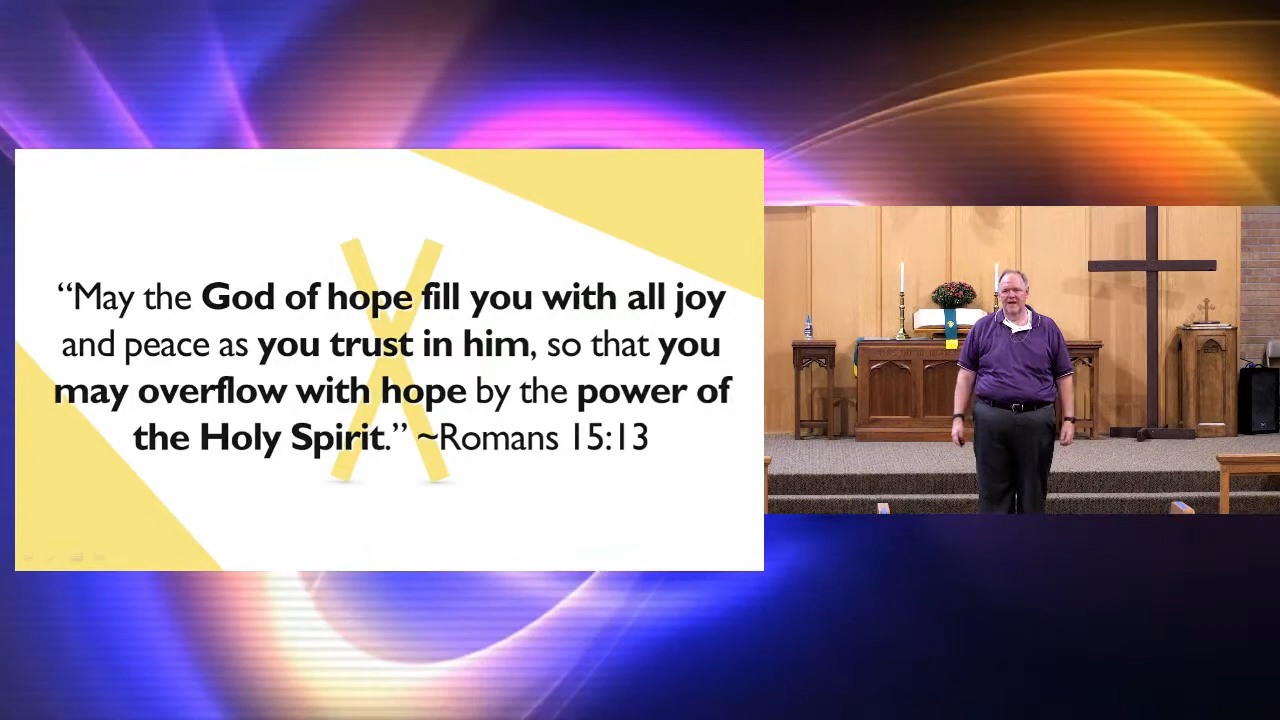 “May the God of hope fill you with all joy
and peace as you trust in him, so that you
may overflow with hope by the power of
the Holy Spirit.” ~Romans 15:13